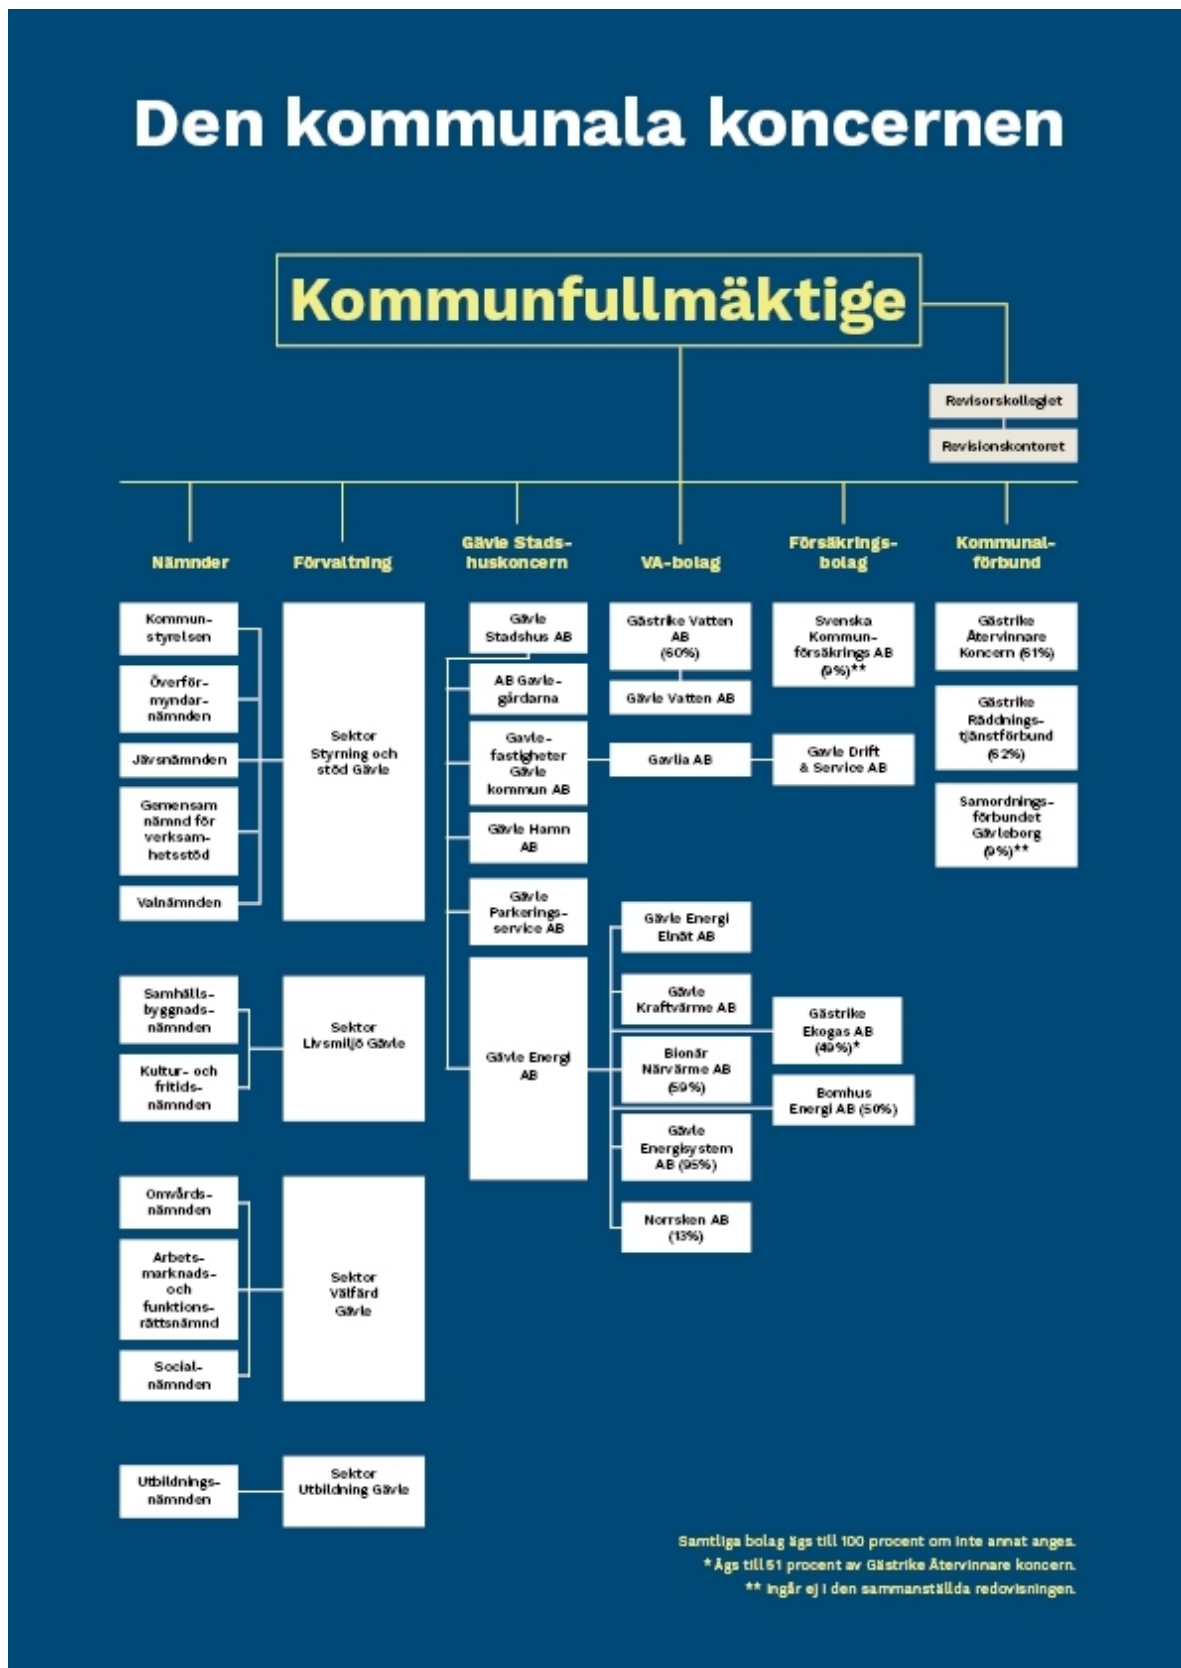 Den kommunala koncernen
Kommunfullmäktige
Revisorskollegiet
Revisionskontoret
Nämnder
Förvaltning
Gävle Stads-
huskoncern
VA-bolag
Försäkrings-
bolag
Kommunal-
förbund
Kommun-
styrelsen
Överför-
myndar-
nämnden
Jävsnämnden
Gemensam
nämnd för
verksam-
hetsstöd
Valnämnden
Sektor
Styrning och
stöd Gävle
Samhälls-
byggnads-
nämnden
Kultur- och
fritids-
nämnden
Sektor
Livsmiljö Gävle
Omvårds-
nämnden
Arbets-
marknads-
och
funktions-
rättsnämnd
Social-
nämnden
Sektor
Välfärd
Gävle
Utbildnings-
nämnden
Sektor
Utbildning Gävle
Gävle
Stadshus AB
AB Gavle-
gårdarna
Gavle-
fastigheter
Gävle
kommun AB
Gävle Hamn
AB
Gävle
Parkerings-
service AB
Gävle Energi
AB
Gästrike Vatten
AB
(60%)
Gävle Vatten AB
Gavlia AB
Gävle Energi
Elnät AB
Gävle
Kraftvärme AB
Bionär
Närvärme AB
(59%)
Gävle
Energisystem
AB (95%)
Norrsken AB
(13%)
Svenska
Kommun-
försäkrings AB
(9%)**
Gavle Drift
& Service AB
Gästrike
Ekogas AB
(49%)*
Bomhus
Energi AB (50%)
Gästrike
Återvinnare
Koncern (61%)
Gästrike
Räddnings-
tjänstförbund
(62%)
Samordnings-
förbundet
Gävleborg
(9%)**
Samtliga bolag ägs till 100 procent om inte annat anges.
* Ägs till 51 procent av Gästrike Återvinnare koncern.
** Ingår ej i den sammanställda redovisningen.